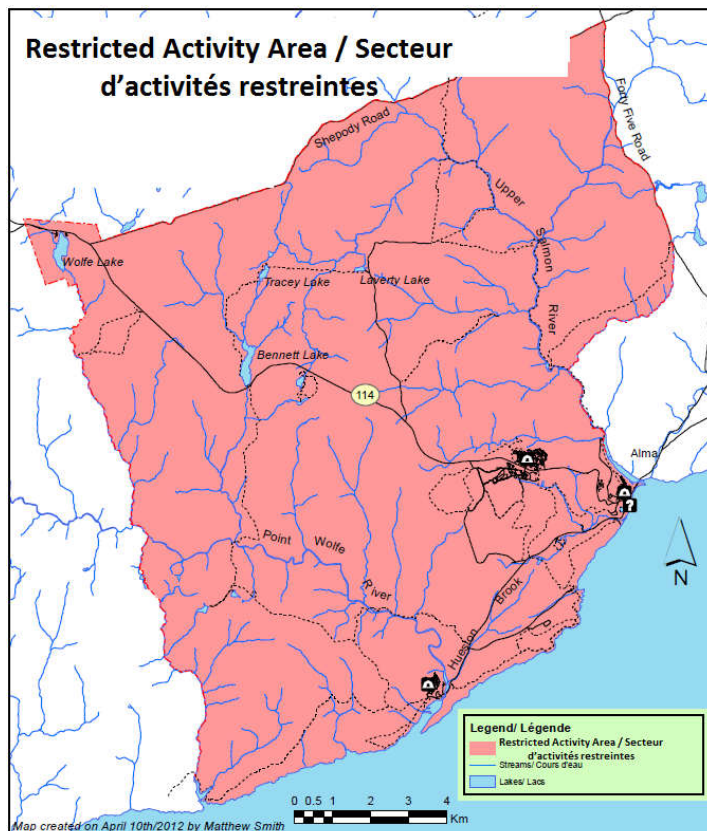 Restricted Activity Area / Secteur
d'activités restreintes
Shepody Road
Forty Five Road
Upper
Salmon
River
Wolfe Lake
Tracey Lake
Laverty Lake
Bennett Lake
114
Alma
?
N
Point Wolfe
River
Hueston
Brook
Legend/ Légende
Restricted Activity Area / Secteur
d'activités restreintes
Streams/ Cours d'eau
Lakes/ Lacs
0 0.5 1 2 3 4
Km
Map created on April 10th/2012 by Matthew Smith